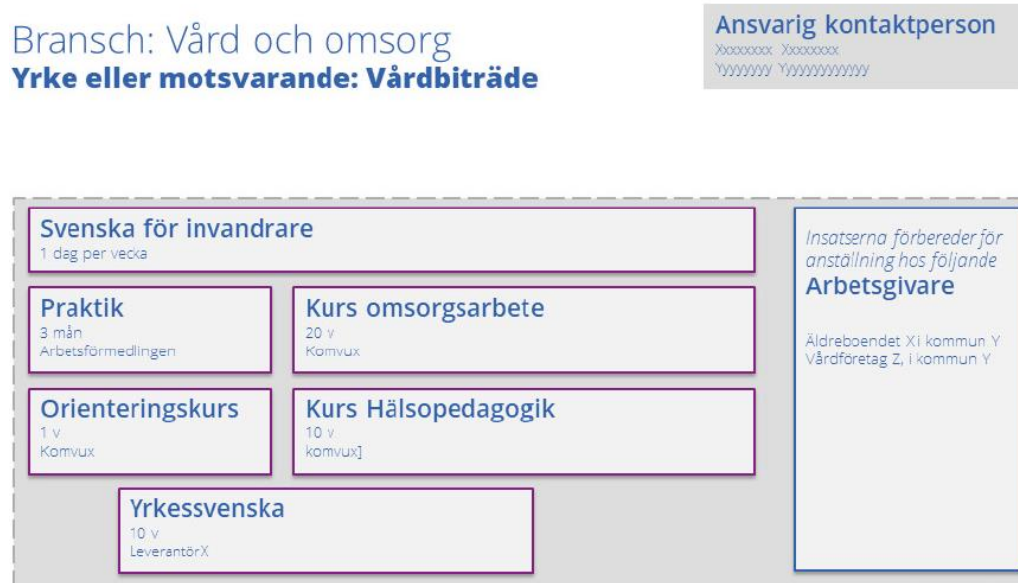 Bransch: Vård och omsorg
Yrke eller motsvarande: Vårdbiträde
Ansvarig kontaktperson
Xxxxxxxx Xxxxxxxx
Yyyyyyy Yyyyyyyyyyyyy
Svenska för invandrare
1 dag per vecka
Praktik
3 mån
Arbetsförmedlingen
Kurs omsorgsarbete
20 v
Komvux
Orienteringskurs
1 v
Komvux
Kurs Hälsopedagogik
10 v
komvux]
Yrkessvenska
10 v
Leverantör X
Insatserna förbereder för
anställning hos följande
Arbetsgivare
Äldreboendet X i kommun Y
Vårdföretag Z, i kommun Y